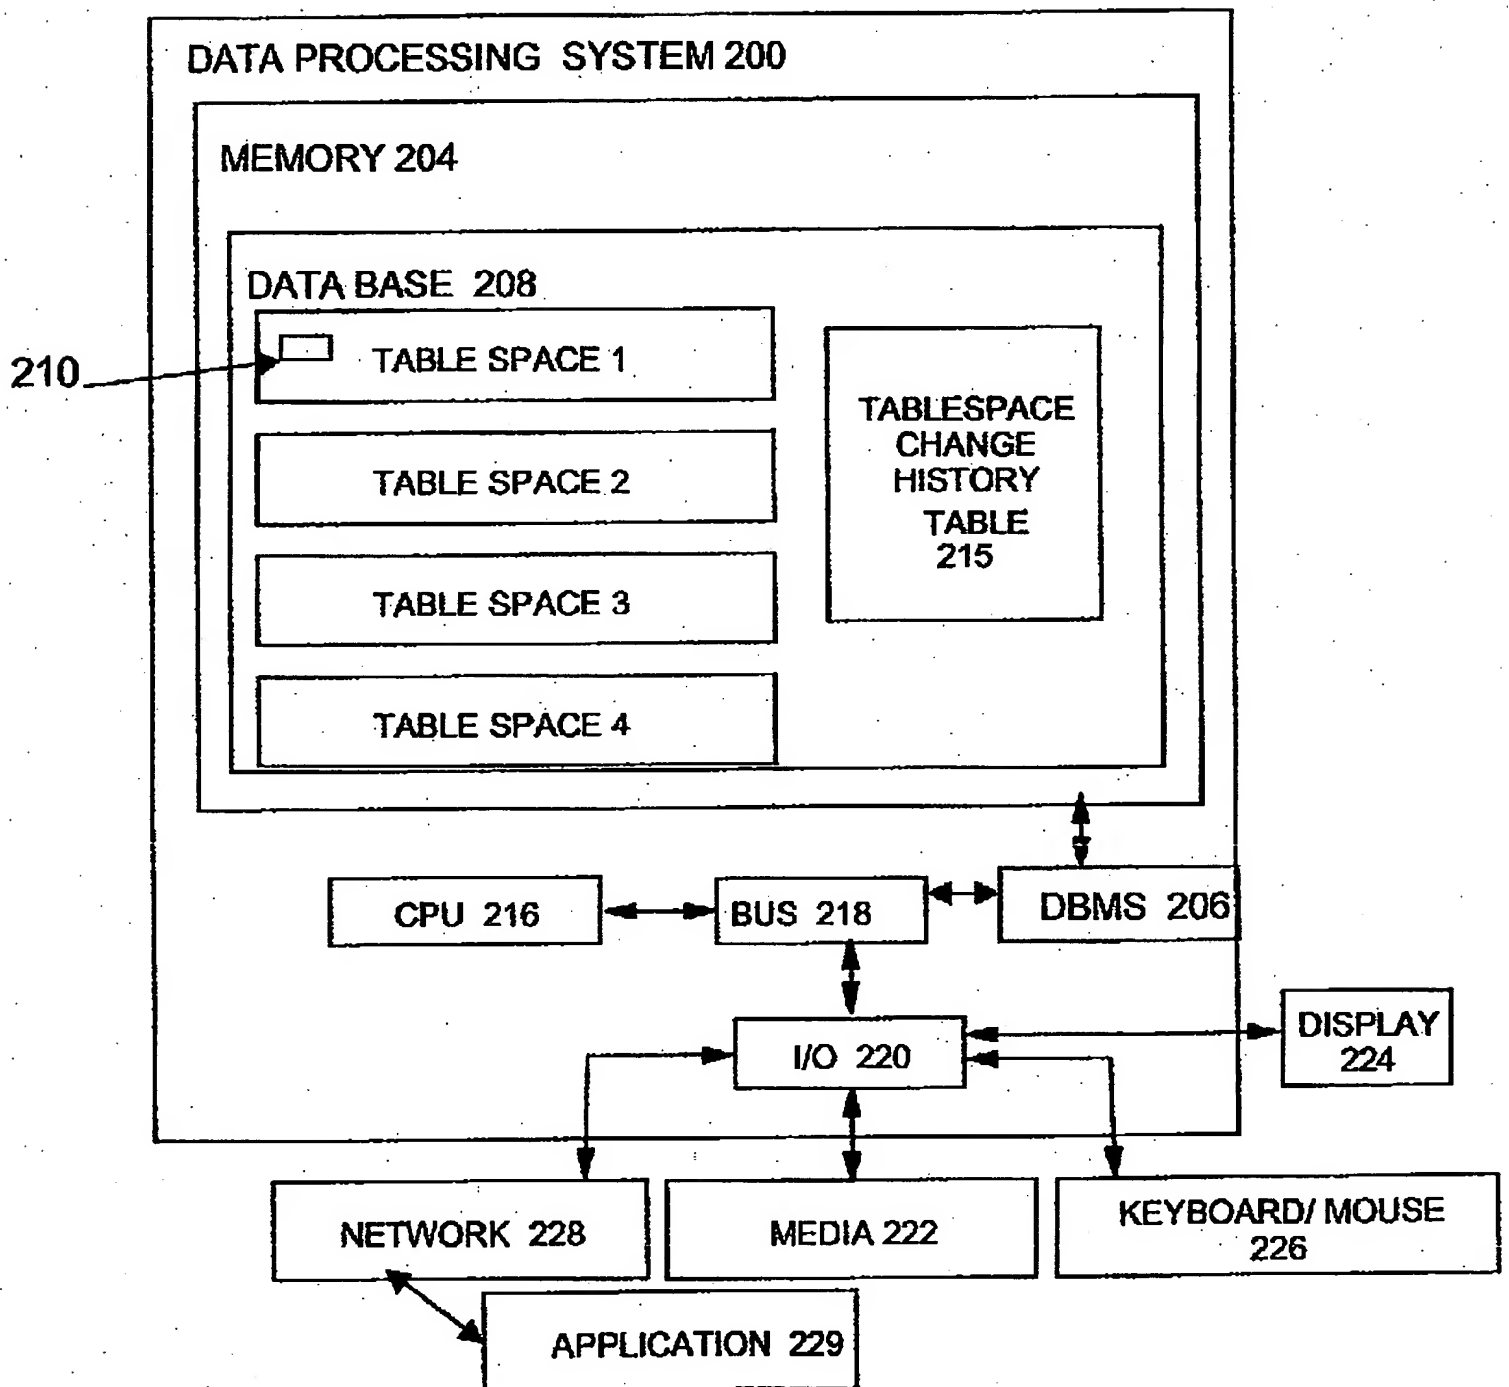 DATA PROCESSING SYSTEM 200
MEMORY 204
DATA BASE 208
210
TABLE SPACE 1
TABLE SPACE 2
TABLE SPACE 3
TABLE SPACE 4
TABLESPACE
CHANGE
HISTORY
TABLE
215
CPU 216
BUS 218
DBMS 206
I/O 220
DISPLAY
224
NETWORK 228
MEDIA 222
KEYBOARD/ MOUSE
226
APPLICATION 229